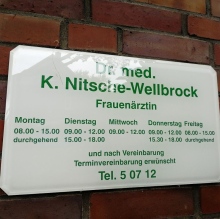 Dr. med.
K. Nitsche-Wellbrock
Frauenärztin
Montag Dienstag Mittwoch Donnerstag Freitag
08.00 - 15.00 09.00 - 12.00 09.00 - 12.00 09.00 - 12.00 08.00 - 15.00
durchgehend 15.00 - 18.00 15.30 - 18.00 durchgehend
und nach Vereinbarung
Terminvereinbarung erwünscht
Tel. 5 07 12